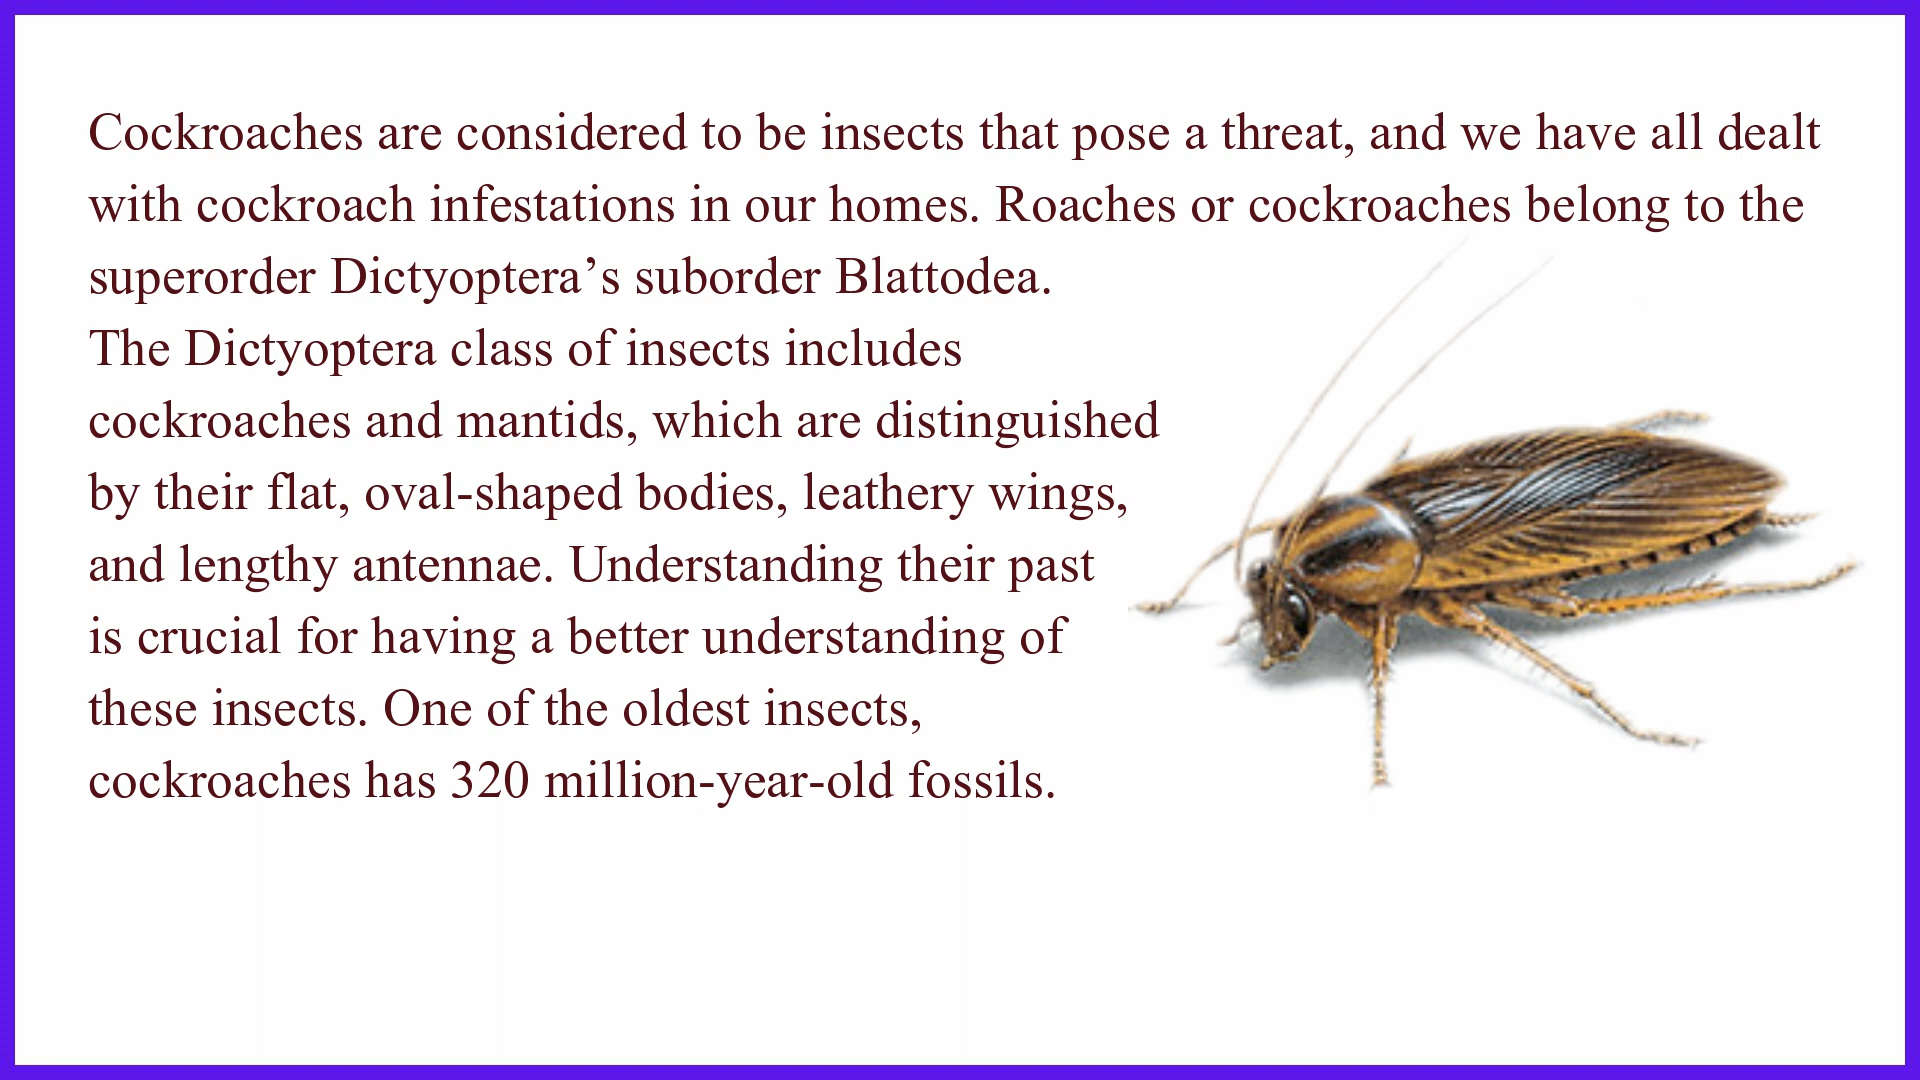 Cockroaches are considered to be insects that pose a threat, and we have all dealt
with cockroach infestations in our homes. Roaches or cockroaches belong to the
superorder Dictyoptera’s suborder Blattodea.
The Dictyoptera class of insects includes
cockroaches and mantids, which are distinguished
by their flat, oval-shaped bodies, leathery wings,
and lengthy antennae. Understanding their past
is crucial for having a better understanding of
these insects. One of the oldest insects,
cockroaches has 320 million-year-old fossils.